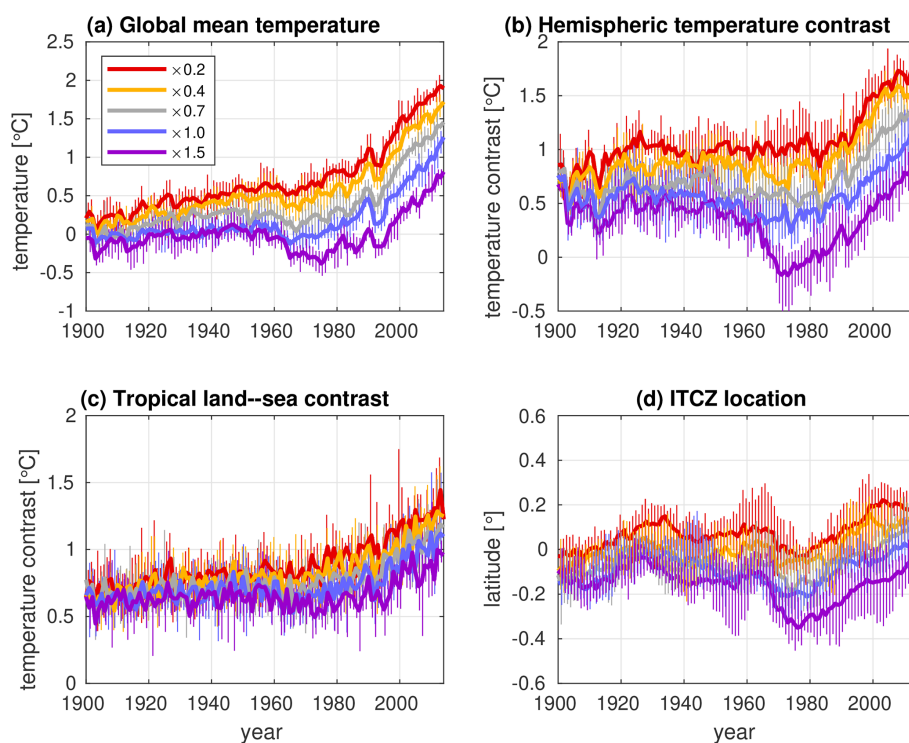 (a) Global mean temperature
2.5
2
1.5
1
0.5
0
-0.5
-1
temperature [°C]
×0.2
×0.4
×0.7
×1.0
×1.5
1900 1920 1940 1960 1980 2000
(b) Hemispheric temperature contrast
2
1.5
1
0.5
0
-0.5
temperature contrast [°C]
1900 1920 1940 1960 1980 2000
(c) Tropical land--sea contrast
2
1.5
1
0.5
0
temperature contrast [°C]
1900 1920 1940 1960 1980 2000
year
(d) ITCZ location
0.6
0.4
0.2
0
-0.2
-0.4
-0.6
latitude [°]
1900 1920 1940 1960 1980 2000
year